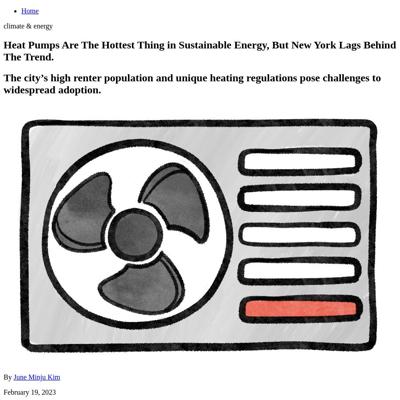 Home
climate & energy
Heat Pumps Are The Hottest Thing in Sustainable Energy, But New York Lags Behind
The Trend.
The city’s high renter population and unique heating regulations pose challenges to
widespread adoption.
By June Minju Kim
February 19, 2023